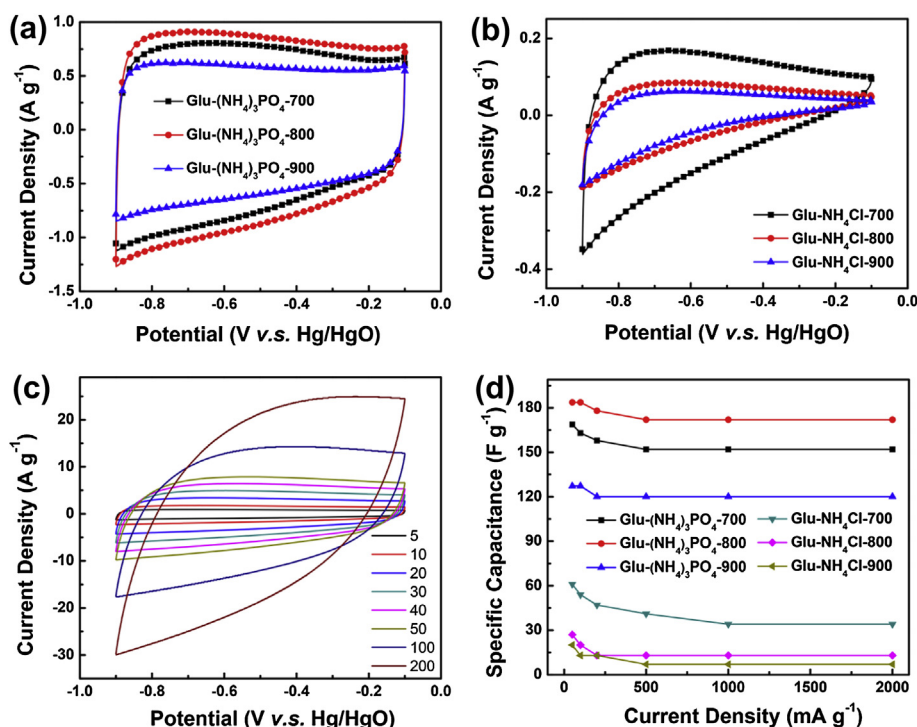 (a)
1.0
0.5
0.0
-0.5
-1.0
-1.5
Current Density (A g⁻¹)
Glu-(NH₄)₃PO₄-700
Glu-(NH₄)₃PO₄-800
Glu-(NH₄)₃PO₄-900
-1.0 -0.8 -0.6 -0.4 -0.2 0.0
Potential (V v.s. Hg/HgO)
(b)
0.2
0.0
-0.2
-0.4
Current Density (A g⁻¹)
Glu-NH₄Cl-700
Glu-NH₄Cl-800
Glu-NH₄Cl-900
-1.0 -0.8 -0.6 -0.4 -0.2 0.0
Potential (V v.s. Hg/HgO)
(c)
20
10
0
-10
-20
-30
Current Density (A g⁻¹)
5
10
20
30
40
50
100
200
-1.0 -0.8 -0.6 -0.4 -0.2 0.0
Potential (V v.s. Hg/HgO)
(d)
180
150
120
90
60
30
0
Specific Capacitance (F g⁻¹)
Glu-(NH₄)₃PO₄-700 Glu-NH₄Cl-700
Glu-(NH₄)₃PO₄-800 Glu-NH₄Cl-800
Glu-(NH₄)₃PO₄-900 Glu-NH₄Cl-900
0 500 1000 1500 2000
Current Density (mA g⁻¹)